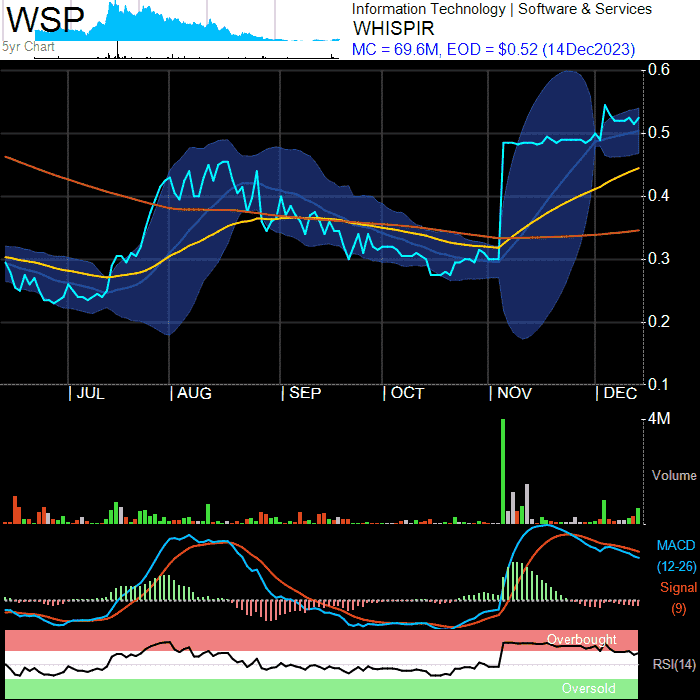 WSP
5yr Chart
Information Technology | Software & Services
WHISPIR
MC = 69.6M, EOD = $0.52 (14Dec2023)
0.6
0.5
0.4
0.3
0.2
0.1
| JUL | AUG | SEP | OCT | NOV | DEC
4M
Volume
MACD
(12-26)
Signal
(9)
Overbought
RSI(14)
Oversold